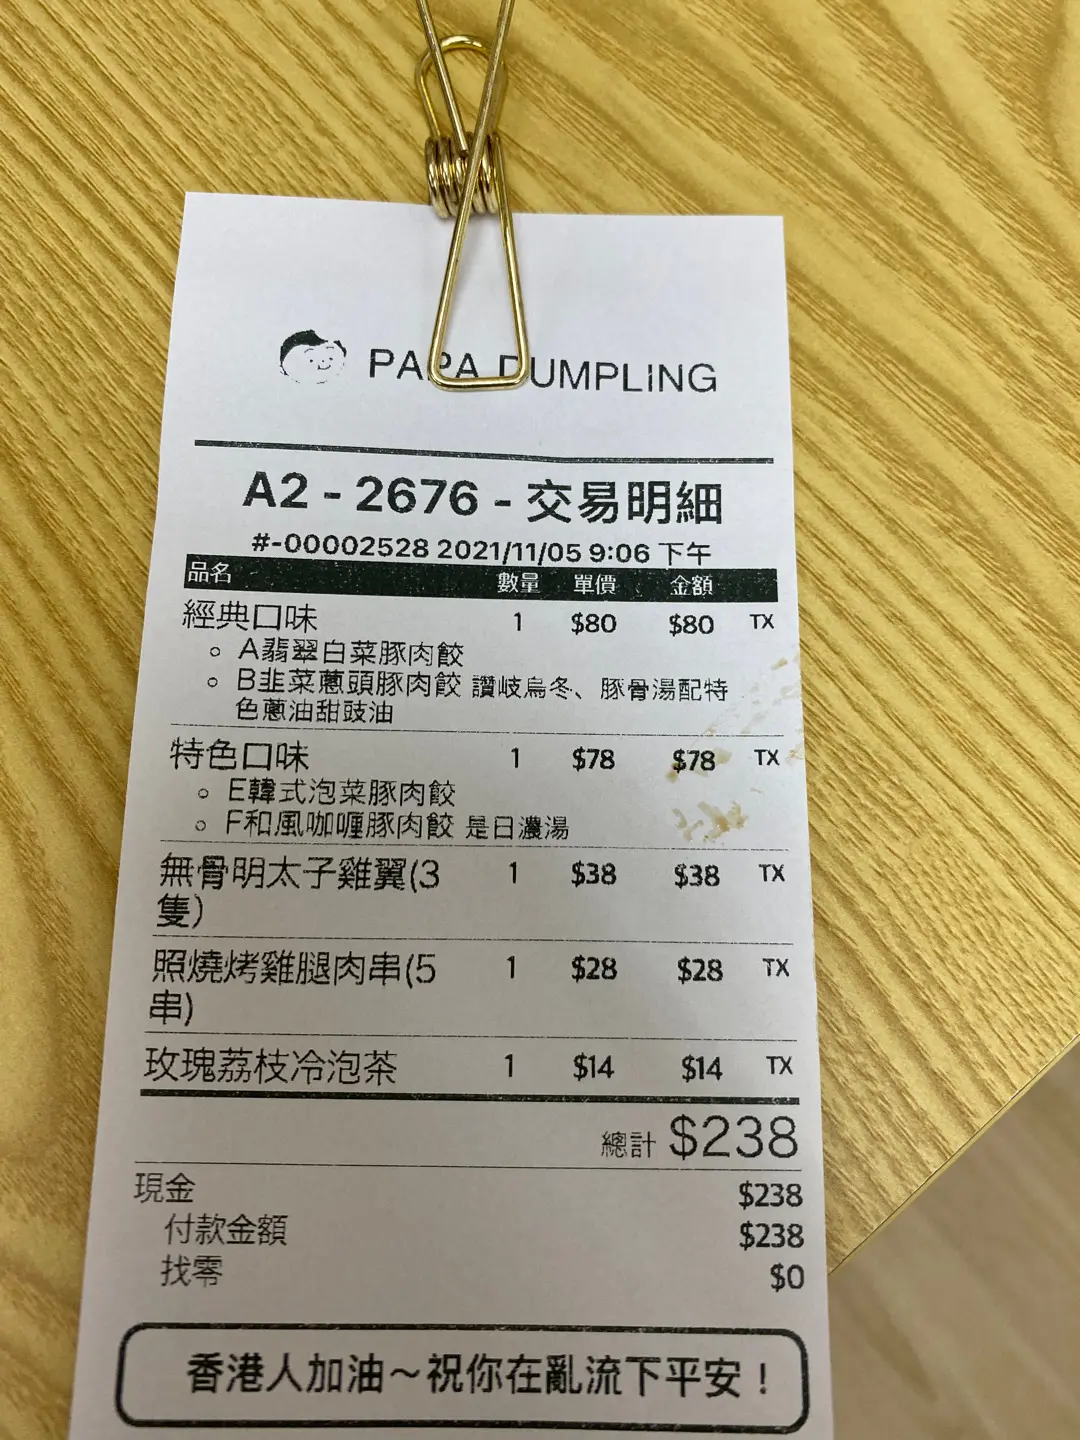 PAPA DUMPLING
A2 - 2676 - 交易明細
#-00002528 2021/11/05 9:06 下午
品名 數量 單價 金額
經典口味 1 $80 $80 TX
◦ A翡翠白菜豚肉餃
◦ B韭菜蔥頭豚肉餃 讚岐烏冬、豚骨湯配特
色蔥油甜豉油
特色口味 1 $78 $78 TX
◦ E韓式泡菜豚肉餃
◦ F和風咖喱豚肉餃 是日濃湯
無骨明太子雞翼(3 1 $38 $38 TX
隻)
照燒烤雞腿肉串(5 1 $28 $28 TX
串)
玫瑰荔枝冷泡茶 1 $14 $14 TX
總計 $238
現金 $238
付款金額 $238
找零 $0
香港人加油～祝你在亂流下平安！